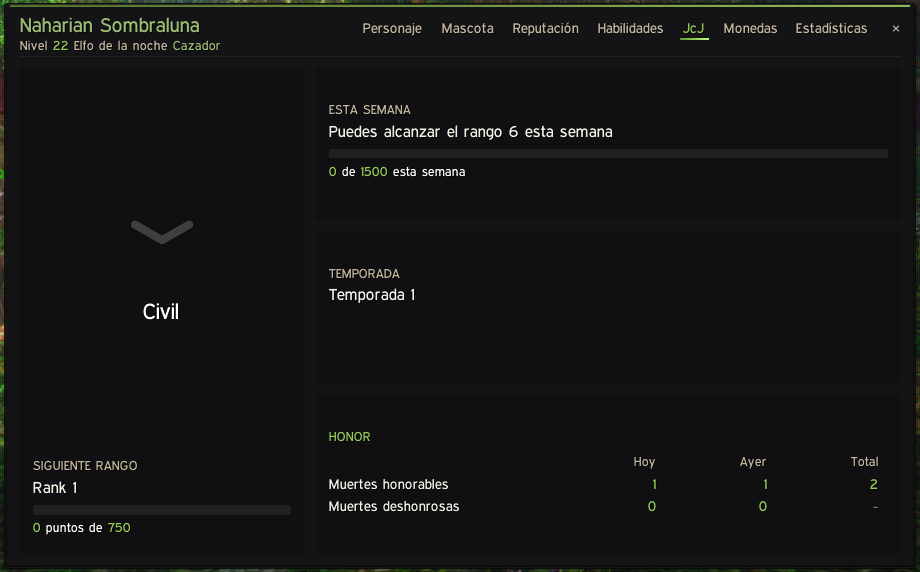 Naharian Sombraluna
Nivel 22 Elfo de la noche Cazador
Personaje Mascota Reputación Habilidades JcJ Monedas Estadísticas ×
Civil
SIGUIENTE RANGO
Rank 1
0 puntos de 750
ESTA SEMANA
Puedes alcanzar el rango 6 esta semana
0 de 1500 esta semana
TEMPORADA
Temporada 1
HONOR
Hoy Ayer Total
Muertes honorables 1 1 2
Muertes deshonrosas 0 0 -